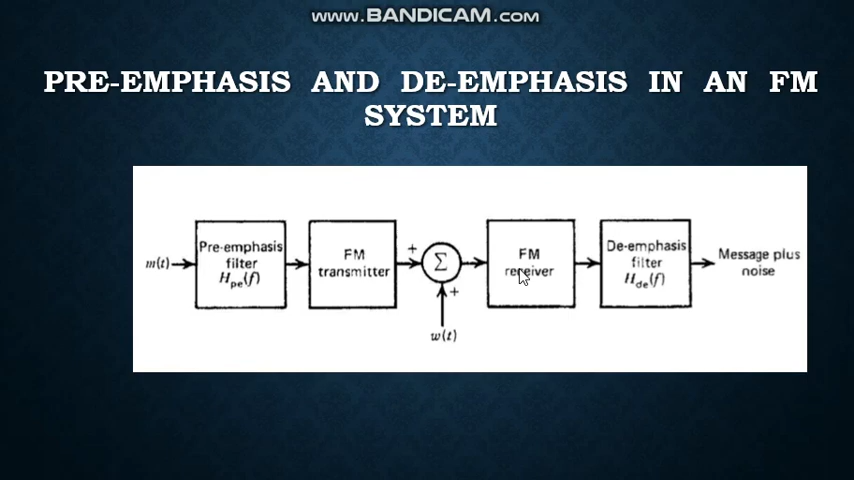 www.BANDICAM.com
PRE-EMPHASIS AND DE-EMPHASIS IN AN FM
SYSTEM
m(t)
Pre-emphasis
filter
Hpe(f)
FM
transmitter
+
Σ
+
w(t)
FM
receiver
De-emphasis
filter
Hde(f)
Message plus
noise